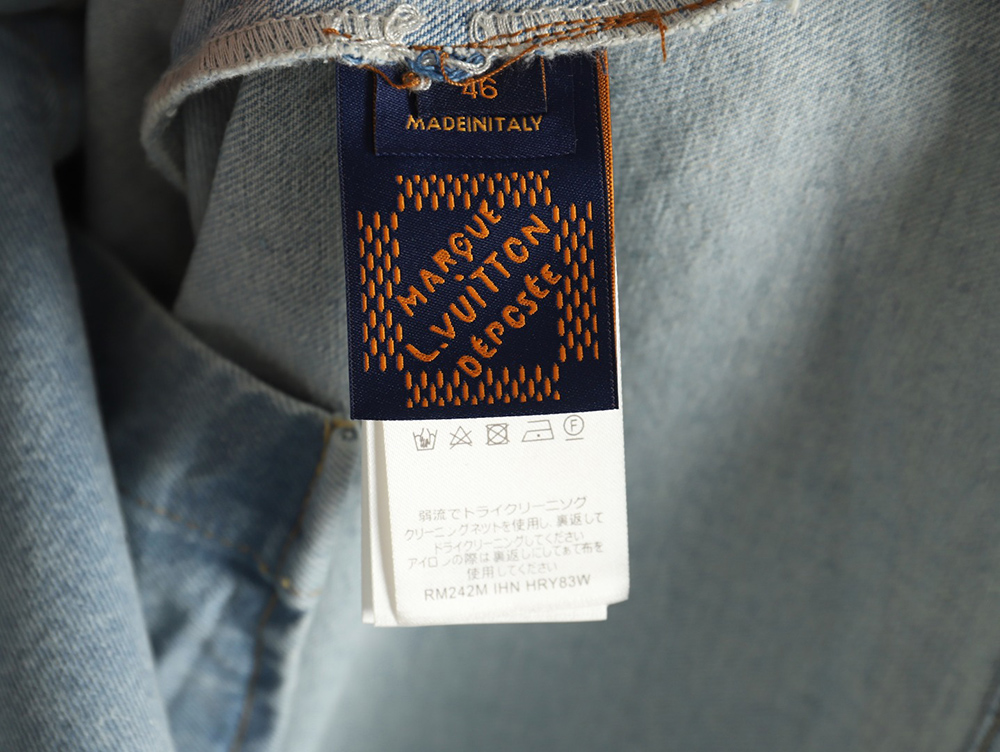 46
MADEINITALY
MARQUE
L.VUITTON
DÉPOSÉE
F
弱流でトライクリーニング
クリーニングネットを使用し、裏返して
ドライクリーニングしてください
アイロンの際は裏返しにしてあて布を
使用してください
RM242M IHN HRY83W